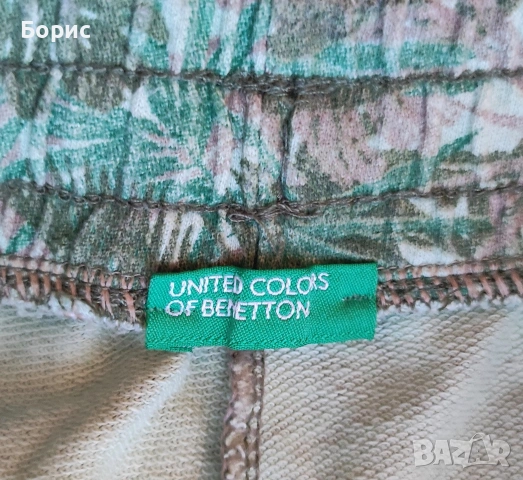 Борис
UNITED COLORS
OF BENETTON
BAZAR